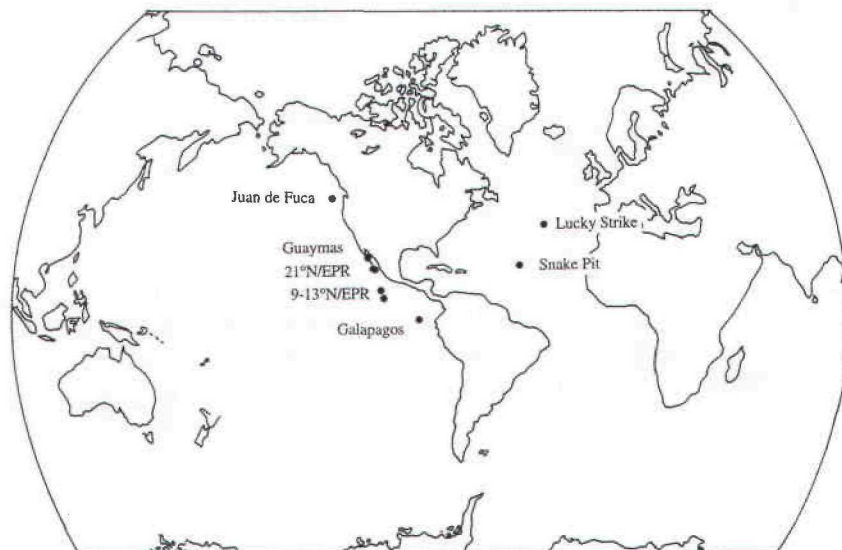 Juan de Fuca
Lucky Strike
Guaymas
21°N/EPR
Snake Pit
9-13°N/EPR
Galapagos